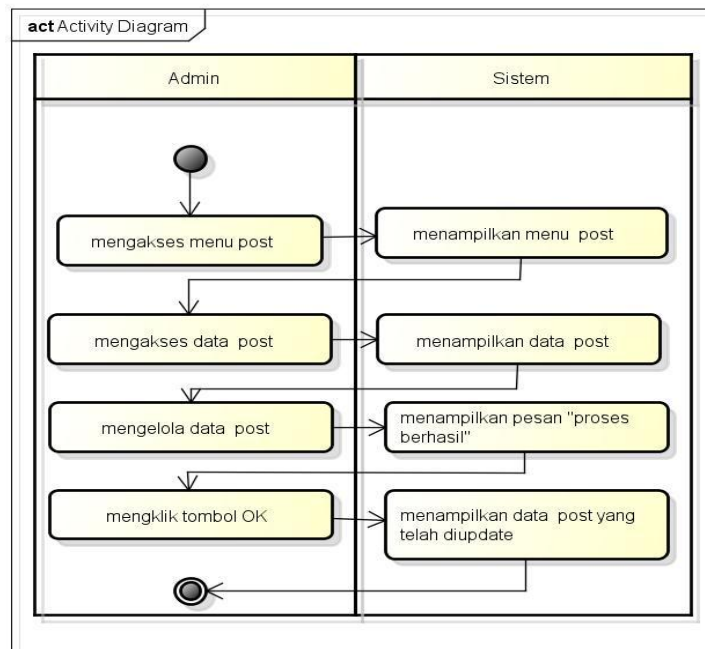 act Activity Diagram
Admin
Sistem
mengakses menu post
menampilkan menu post
mengakses data post
menampilkan data post
mengelola data post
menampilkan pesan "proses
berhasil"
mengklik tombol OK
menampilkan data post yang
telah diupdate